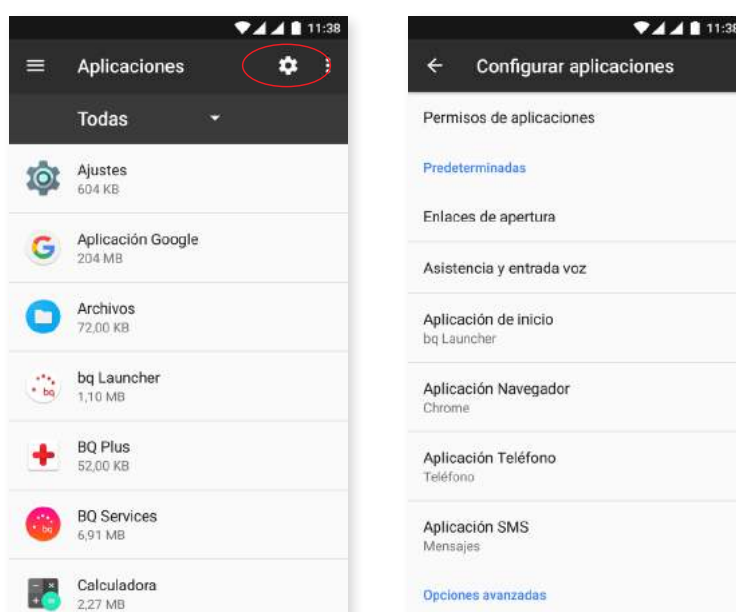 11:38
Aplicaciones
Todas
Ajustes
604 KB
Aplicación Google
204 MB
Archivos
72,00 KB
bq Launcher
1,10 MB
BQ Plus
52,00 KB
BQ Services
6,91 MB
Calculadora
2,27 MB
11:38
Configurar aplicaciones
Permisos de aplicaciones
Predeterminadas
Enlaces de apertura
Asistencia y entrada voz
Aplicación de inicio
bq Launcher
Aplicación Navegador
Chrome
Aplicación Teléfono
Teléfono
Aplicación SMS
Mensajes
Opciones avanzadas